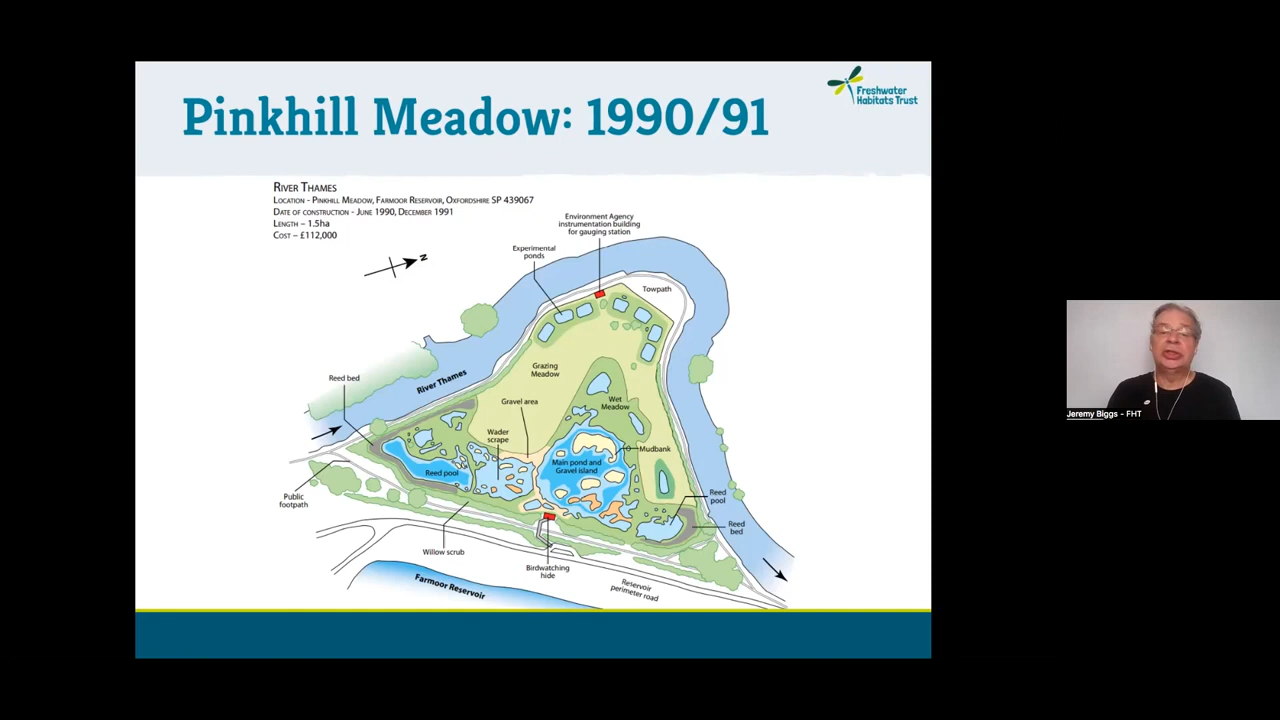 Pinkhill Meadow: 1990/91
Freshwater
Habitats Trust
RIVER THAMES
LOCATION - PINKHILL MEADOW, FARMOOR RESERVOIR, OXFORDSHIRE SP 439067
DATE OF CONSTRUCTION - JUNE 1990, DECEMBER 1991
LENGTH – 1.5ha
COST – £112,000
N
Environment Agency
instrumentation building
for gauging station
Experimental
ponds
Towpath
Grazing
Meadow
River Thames
Reed bed
Gravel area
Wet
Meadow
Wader
scrape
Mudbank
Main pond and
Gravel island
Reed pool
Reed
pool
Public
footpath
Reed
bed
Willow scrub
Birdwatching
hide
Reservoir
perimeter road
Farmoor Reservoir
Jeremy Biggs - FHT